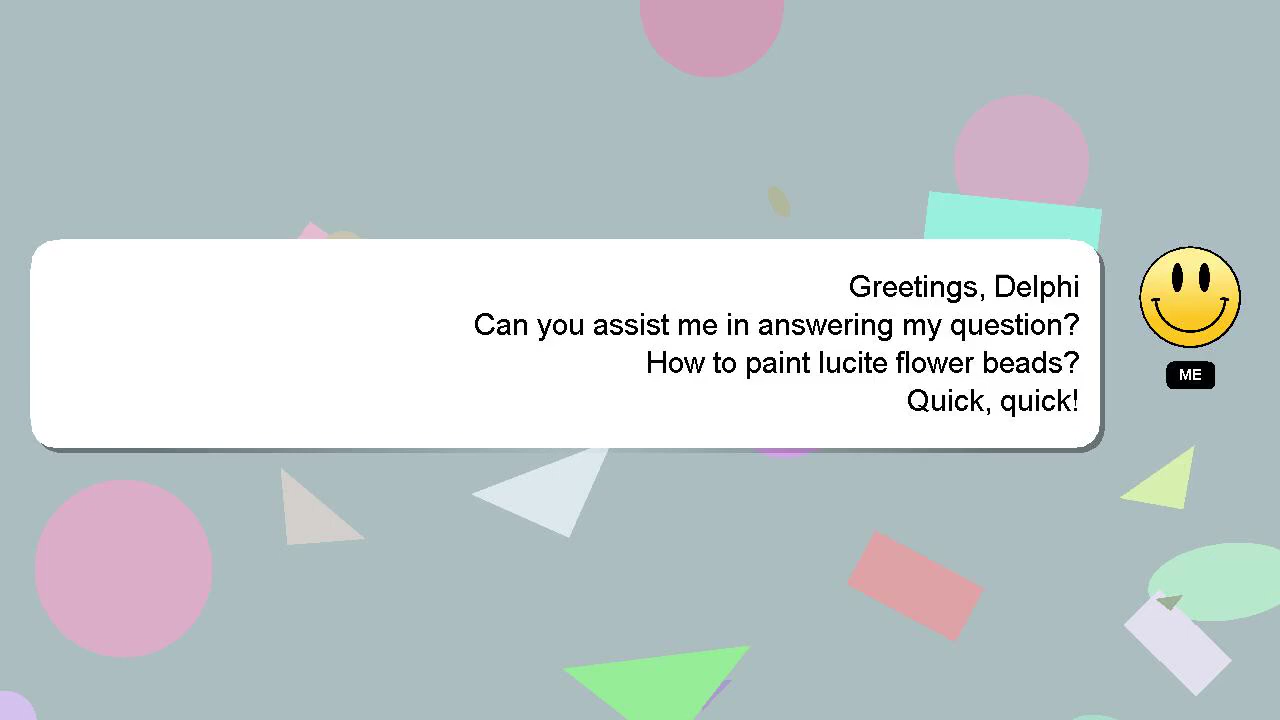 Greetings, Delphi
Can you assist me in answering my question?
How to paint lucite flower beads?
Quick, quick!
ME